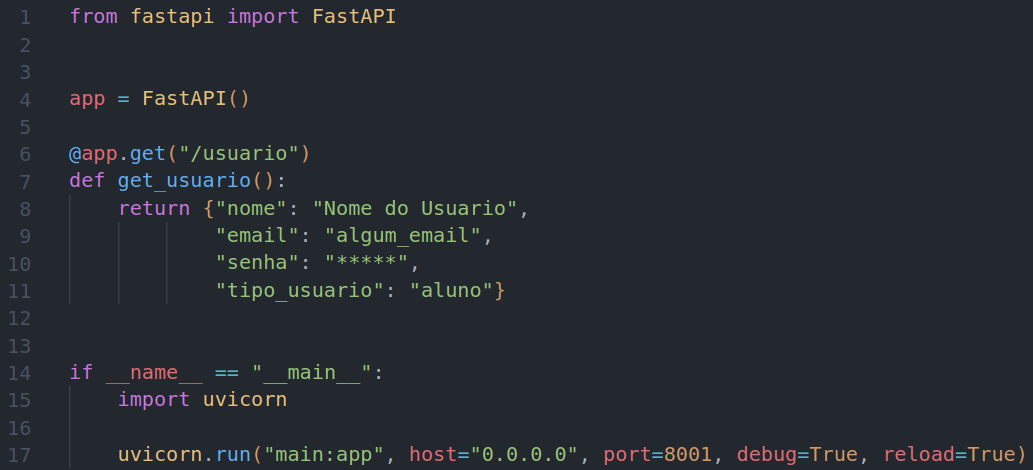 1 from fastapi import FastAPI
2
3
4 app = FastAPI()
5
6 @app.get("/usuario")
7 def get_usuario():
8     return {"nome": "Nome do Usuario",
9             "email": "algum_email",
10             "senha": "*****",
11             "tipo_usuario": "aluno"}
12
13
14 if __name__ == "__main__":
15     import uvicorn
16
17     uvicorn.run("main:app", host="0.0.0.0", port=8001, debug=True, reload=True)